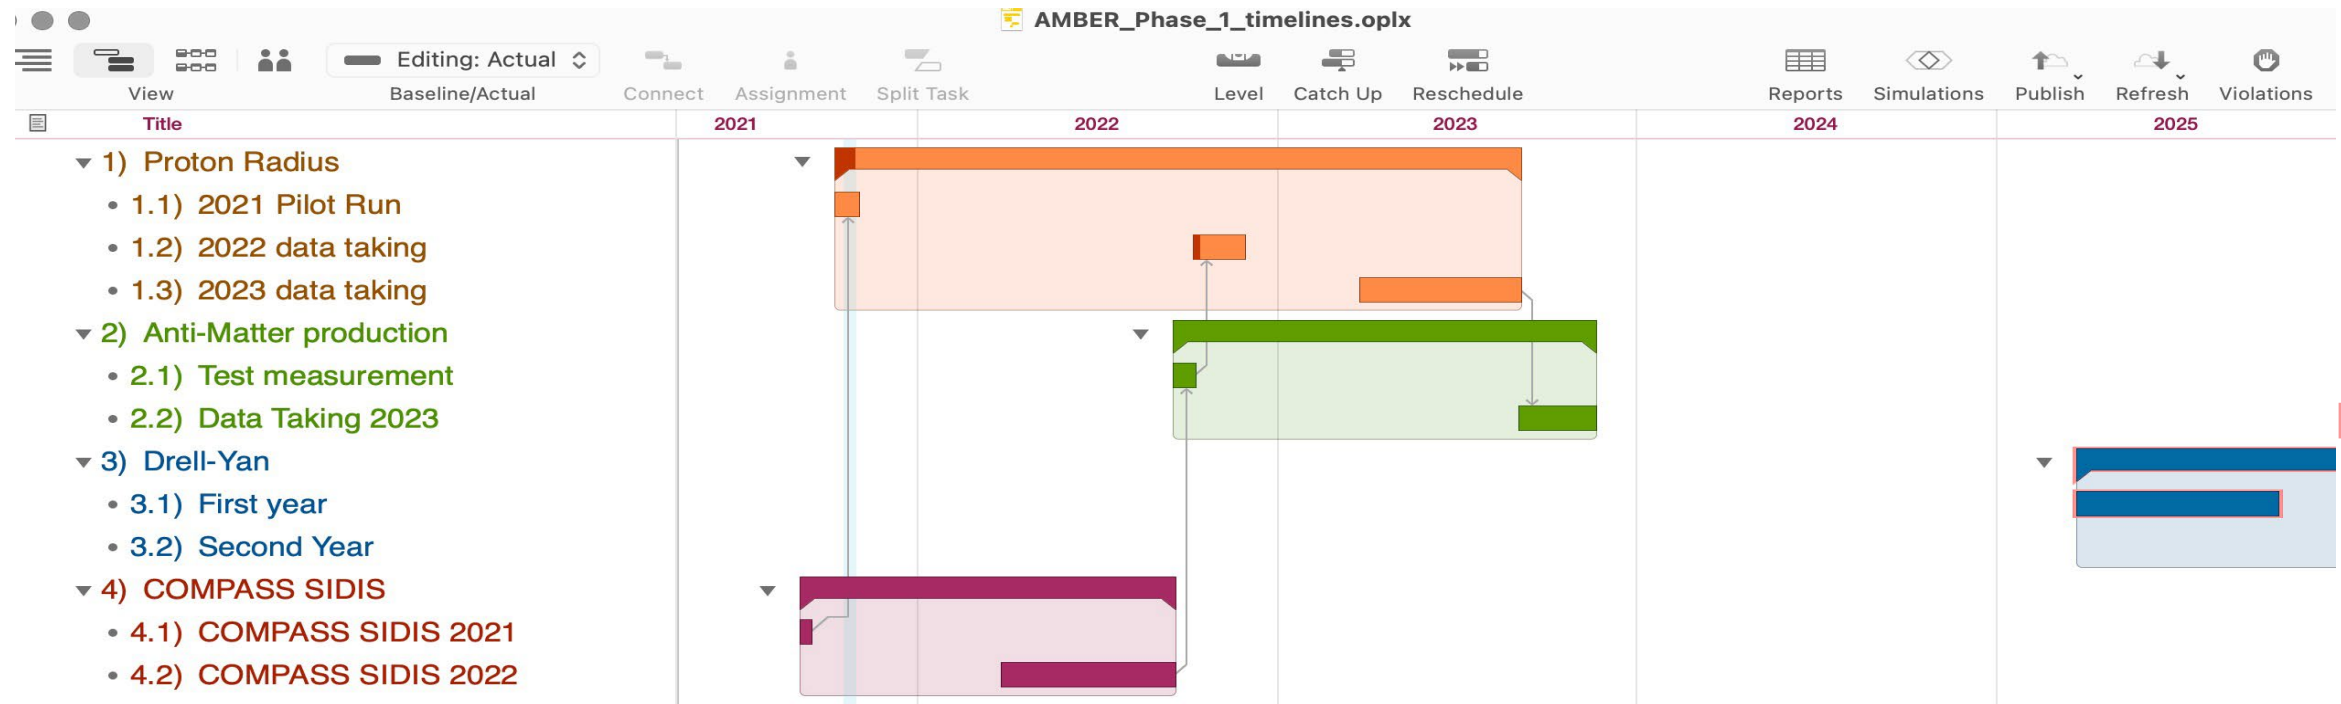 AMBER_Phase_1_timelines.oplx
Editing: Actual
View Baseline/Actual Connect Assignment Split Task Level Catch Up Reschedule Reports Simulations Publish Refresh Violations
Title 2021 2022 2023 2024 2025
1) Proton Radius
1.1) 2021 Pilot Run
1.2) 2022 data taking
1.3) 2023 data taking
2) Anti-Matter production
2.1) Test measurement
2.2) Data Taking 2023
3) Drell-Yan
3.1) First year
3.2) Second Year
4) COMPASS SIDIS
4.1) COMPASS SIDIS 2021
4.2) COMPASS SIDIS 2022